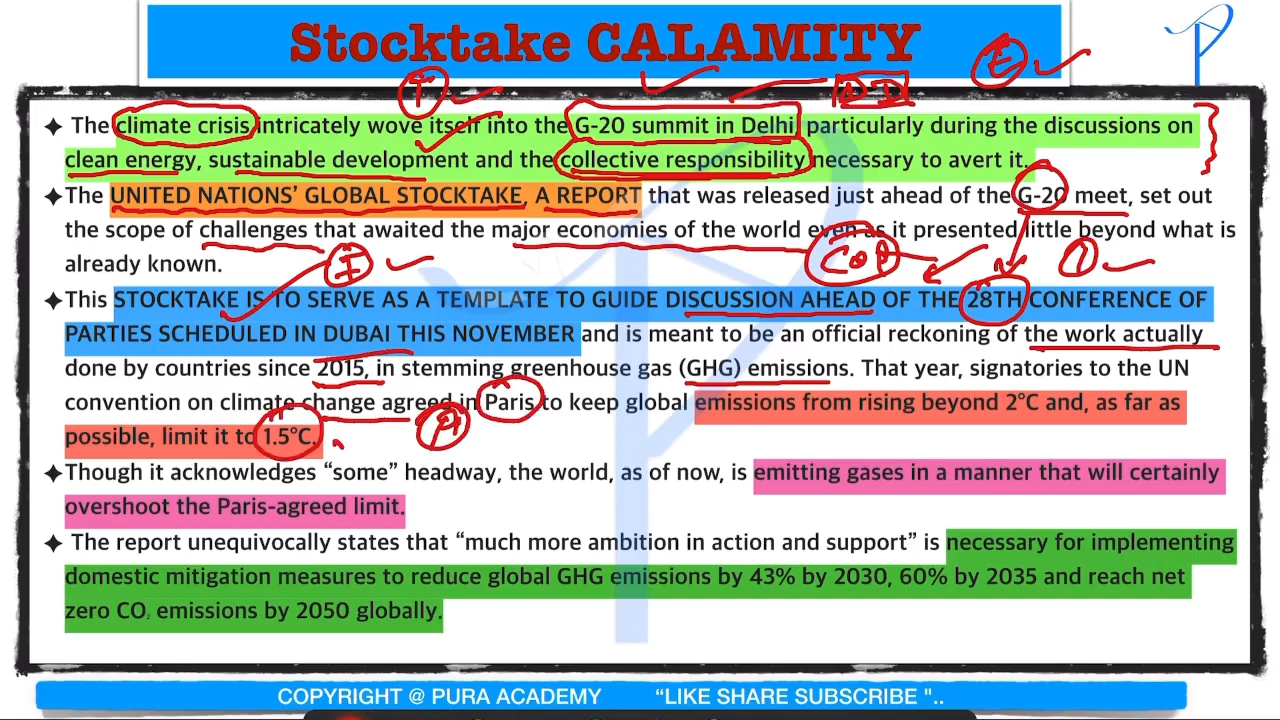 Stocktake CALAMITY
The climate crisis intricately wove itself into the G-20 summit in Delhi, particularly during the discussions on
clean energy, sustainable development and the collective responsibility necessary to avert it.
The UNITED NATIONS' GLOBAL STOCKTAKE, A REPORT that was released just ahead of the G-20 meet, set out
the scope of challenges that awaited the major economies of the world even as it presented little beyond what is
already known.
This STOCKTAKE IS TO SERVE AS A TEMPLATE TO GUIDE DISCUSSION AHEAD OF THE 28TH CONFERENCE OF
PARTIES SCHEDULED IN DUBAI THIS NOVEMBER and is meant to be an official reckoning of the work actually
done by countries since 2015, in stemming greenhouse gas (GHG) emissions. That year, signatories to the UN
convention on climate change agreed in Paris to keep global emissions from rising beyond 2°C and, as far as
possible, limit it to 1.5°C.
Though it acknowledges “some” headway, the world, as of now, is emitting gases in a manner that will certainly
overshoot the Paris-agreed limit.
The report unequivocally states that “much more ambition in action and support” is necessary for implementing
domestic mitigation measures to reduce global GHG emissions by 43% by 2030, 60% by 2035 and reach net
zero CO₂ emissions by 2050 globally.
COPYRIGHT @ PURA ACADEMY “LIKE SHARE SUBSCRIBE "..